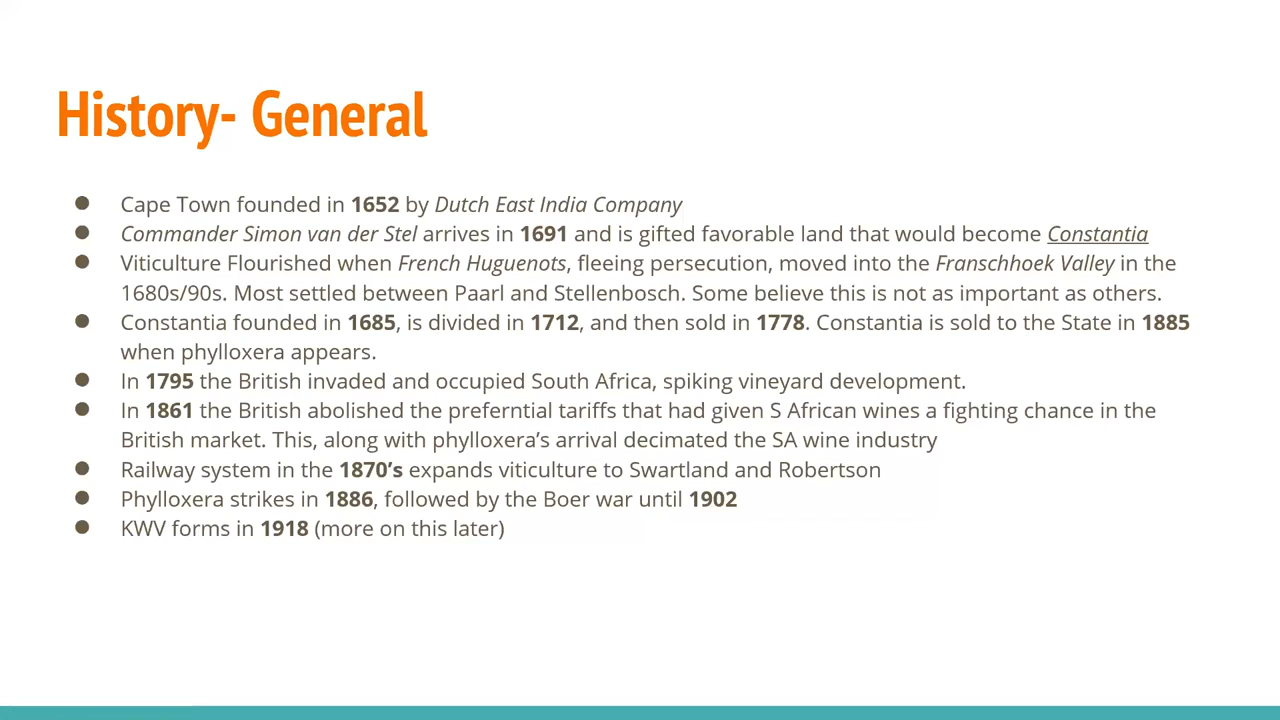 History- General
● Cape Town founded in 1652 by Dutch East India Company
● Commander Simon van der Stel arrives in 1691 and is gifted favorable land that would become Constantia
● Viticulture Flourished when French Huguenots, fleeing persecution, moved into the Franschhoek Valley in the
1680s/90s. Most settled between Paarl and Stellenbosch. Some believe this is not as important as others.
● Constantia founded in 1685, is divided in 1712, and then sold in 1778. Constantia is sold to the State in 1885
when phylloxera appears.
● In 1795 the British invaded and occupied South Africa, spiking vineyard development.
● In 1861 the British abolished the preferntial tariffs that had given S African wines a fighting chance in the
British market. This, along with phylloxera’s arrival decimated the SA wine industry
● Railway system in the 1870’s expands viticulture to Swartland and Robertson
● Phylloxera strikes in 1886, followed by the Boer war until 1902
● KWV forms in 1918 (more on this later)